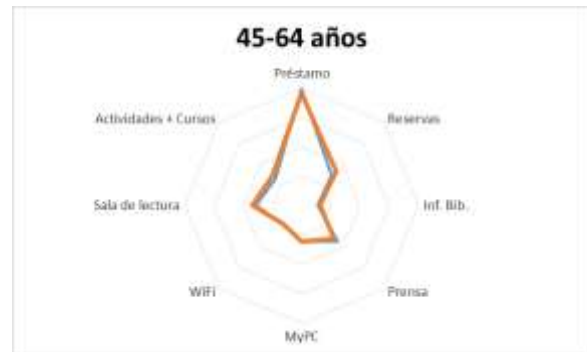 45-64 años
Préstamo
Actividades + Cursos
Reservas
Sala de lectura
Inf. Bib.
WiFi
Prensa
MyPC